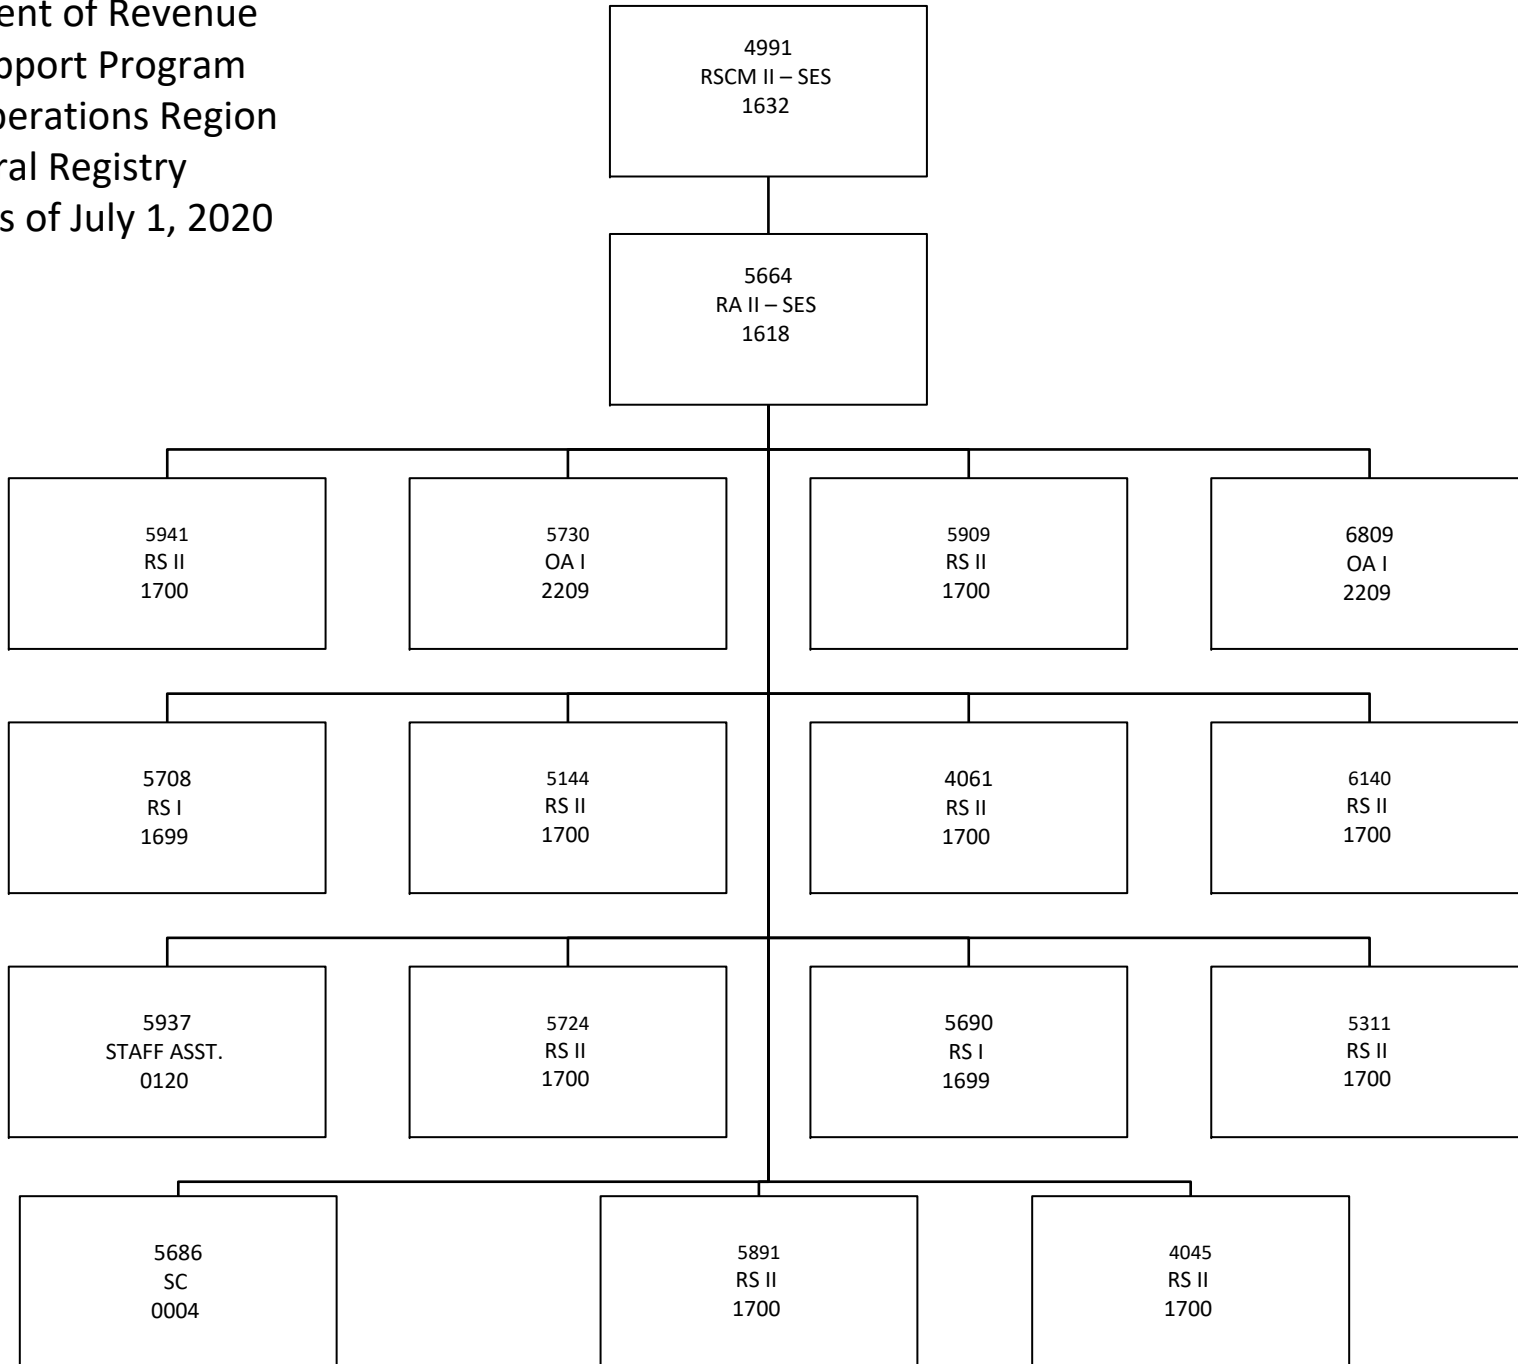 ent of Revenue
pport Program
perations Region
ral Registry
s of July 1, 2020
4991
RSCM II – SES
1632
5664
RA II – SES
1618
5941
RS II
1700
5730
OA I
2209
5909
RS II
1700
6809
OA I
2209
5708
RS I
1699
5144
RS II
1700
4061
RS II
1700
6140
RS II
1700
5937
STAFF ASST.
0120
5724
RS II
1700
5690
RS I
1699
5311
RS II
1700
5686
SC
0004
5891
RS II
1700
4045
RS II
1700